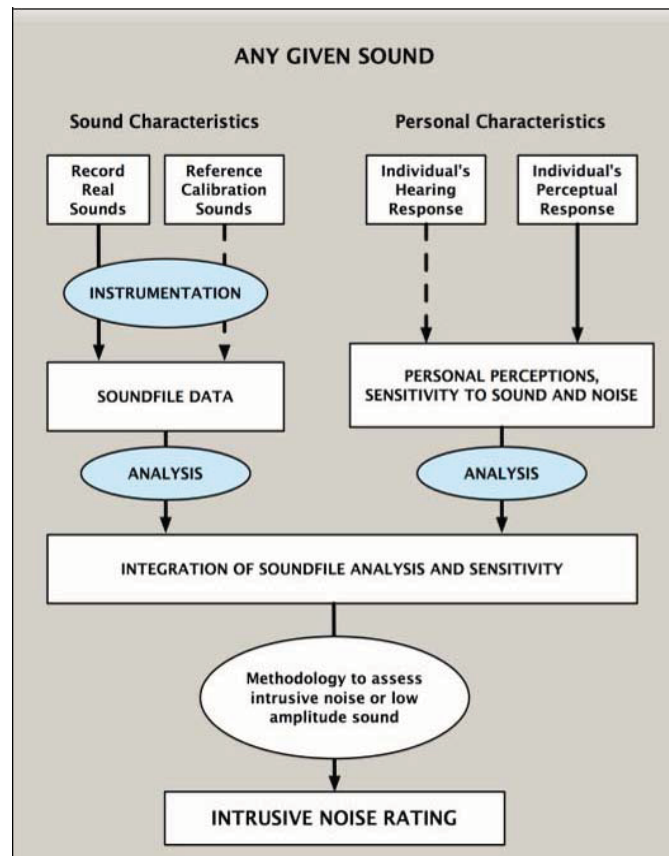 ANY GIVEN SOUND
Sound Characteristics
Personal Characteristics
Record
Real
Sounds
Reference
Calibration
Sounds
Individual's
Hearing
Response
Individual's
Perceptual
Response
INSTRUMENTATION
SOUNDFILE DATA
PERSONAL PERCEPTIONS,
SENSITIVITY TO SOUND AND NOISE
ANALYSIS
ANALYSIS
INTEGRATION OF SOUNDFILE ANALYSIS AND SENSITIVITY
Methodology to assess
intrusive noise or low
amplitude sound
INTRUSIVE NOISE RATING